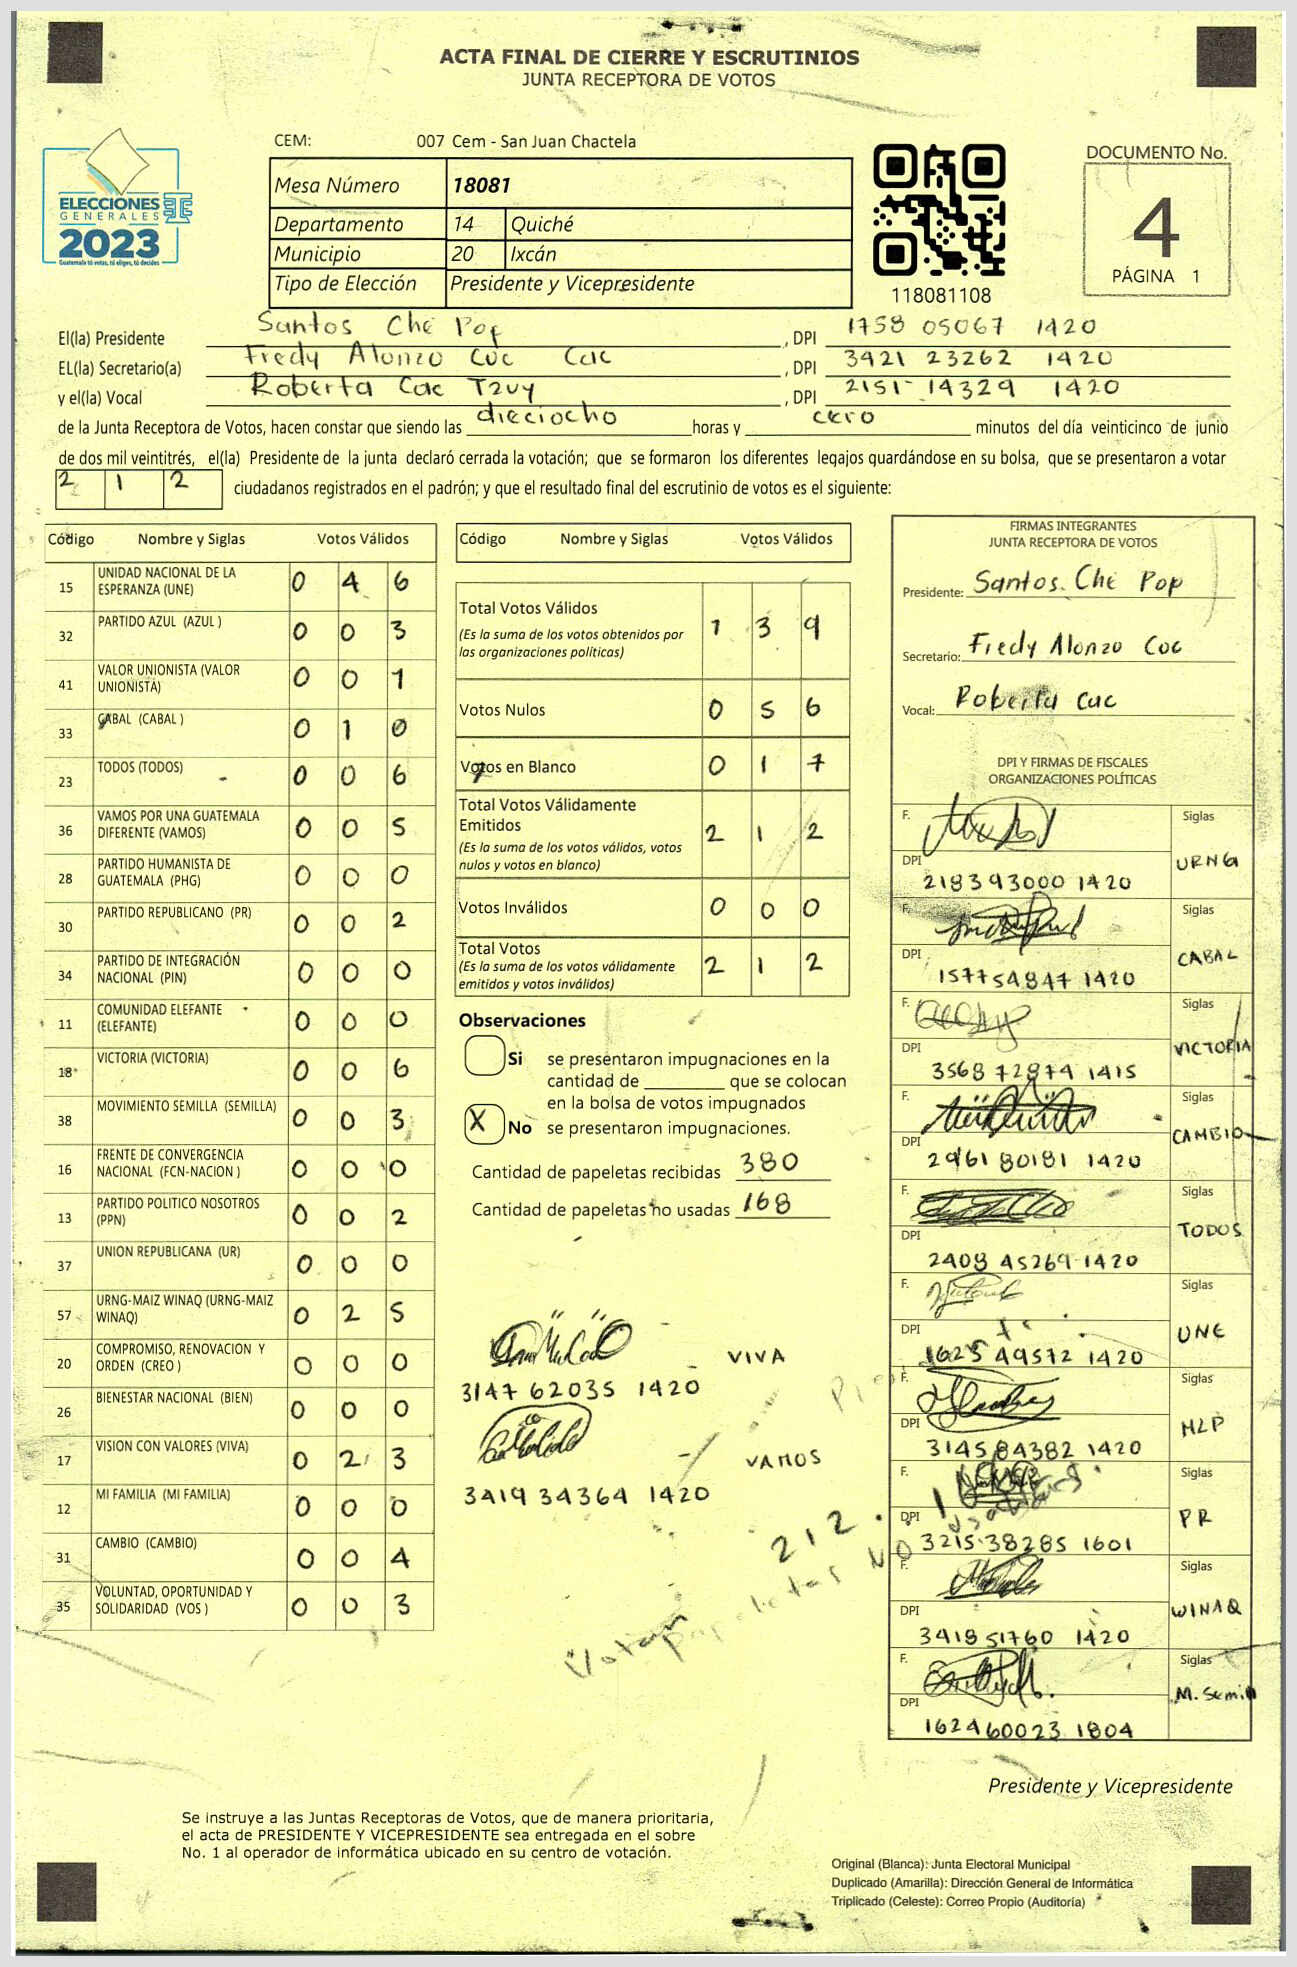 ACTA FINAL DE CIERRE Y ESCRUTINIOS
JUNTA RECEPTORA DE VOTOS
CEM: 007 Cem - San Juan Chactela
ELECCIONES
GENERALES
2023
Guatemala tú votas, tú eliges, tú decides
Mesa Número 18081
Departamento 14 Quiché
Municipio 20 Ixcán
Tipo de Elección Presidente y Vicepresidente
118081108
DOCUMENTO No.
4
PÁGINA 1
El(la) Presidente Santos Che Pop , DPI 1758 05067 1420
EL(la) Secretario(a) Fredy Alonzo Cuc Cac , DPI 3421 23262 1420
y el(la) Vocal Roberta Cac Tzuy , DPI 2151 14329 1420
de la Junta Receptora de Votos, hacen constar que siendo las dieciocho horas y cero minutos del día veinticinco de junio
de dos mil veintitrés, el(la) Presidente de la junta declaró cerrada la votación; que se formaron los diferentes legajos guardándose en su bolsa, que se presentaron a votar
2 1 2 ciudadanos registrados en el padrón; y que el resultado final del escrutinio de votos es el siguiente:
Código Nombre y Siglas Votos Válidos
15 UNIDAD NACIONAL DE LA ESPERANZA (UNE) 0 4 6
32 PARTIDO AZUL (AZUL ) 0 0 3
41 VALOR UNIONISTA (VALOR UNIONISTA) 0 0 1
33 CABAL (CABAL ) 0 1 0
23 TODOS (TODOS) 0 0 6
36 VAMOS POR UNA GUATEMALA DIFERENTE (VAMOS) 0 0 5
28 PARTIDO HUMANISTA DE GUATEMALA (PHG) 0 0 0
30 PARTIDO REPUBLICANO (PR) 0 0 2
34 PARTIDO DE INTEGRACIÓN NACIONAL (PIN) 0 0 0
11 COMUNIDAD ELEFANTE (ELEFANTE) 0 0 0
18 VICTORIA (VICTORIA) 0 0 6
38 MOVIMIENTO SEMILLA (SEMILLA) 0 0 3
16 FRENTE DE CONVERGENCIA NACIONAL (FCN-NACION ) 0 0 0
13 PARTIDO POLITICO NOSOTROS (PPN) 0 0 2
37 UNION REPUBLICANA (UR) 0 0 0
57 URNG-MAIZ WINAQ (URNG-MAIZ WINAQ) 0 2 5
20 COMPROMISO, RENOVACION Y ORDEN (CREO ) 0 0 0
26 BIENESTAR NACIONAL (BIEN) 0 0 0
17 VISION CON VALORES (VIVA) 0 2 3
12 MI FAMILIA (MI FAMILIA) 0 0 0
31 CAMBIO (CAMBIO) 0 0 4
35 VOLUNTAD, OPORTUNIDAD Y SOLIDARIDAD (VOS ) 0 0 3
Código Nombre y Siglas Votos Válidos
Total Votos Válidos 1 3 9
(Es la suma de los votos obtenidos por
las organizaciones políticas)
Votos Nulos 0 5 6
Votos en Blanco 0 1 7
Total Votos Válidamente
Emitidos 2 1 2
(Es la suma de los votos válidos, votos
nulos y votos en blanco)
Votos Inválidos 0 0 0
Total Votos 2 1 2
(Es la suma de los votos válidamente
emitidos y votos inválidos)
Observaciones
Si se presentaron impugnaciones en la
cantidad de ________ que se colocan
en la bolsa de votos impugnados
X No se presentaron impugnaciones.
Cantidad de papeletas recibidas 380
Cantidad de papeletas no usadas 168
VIVA
3147 62035 1420
VAMOS
3419 34364 1420
212
Votaron
papeletas NO
FIRMAS INTEGRANTES
JUNTA RECEPTORA DE VOTOS
Presidente: Santos Che Pop
Secretario: Fredy Alonzo Cuc
Vocal: Roberta Cac
DPI Y FIRMAS DE FISCALES
ORGANIZACIONES POLÍTICAS
F. Siglas
DPI 218393000 1420 URNG
F. Siglas
DPI 157754847 1420 CABAL
F. Siglas
DPI 3568 72874 1415 VICTORIA
F. Siglas
DPI 2961 80181 1420 CAMBIO
F. Siglas
DPI 2408 45269 1420 TODOS
F. Siglas
DPI 1625 49572 1420 UNE
F. Siglas
DPI 3145 84382 1420 MLP
F. Siglas
DPI 3215 38285 1601 PR
F. Siglas
DPI 3418 51760 1420 WINAQ
F. Siglas
DPI 1624 60023 1804 M. Semill
Presidente y Vicepresidente
Se instruye a las Juntas Receptoras de Votos, que de manera prioritaria,
el acta de PRESIDENTE Y VICEPRESIDENTE sea entregada en el sobre
No. 1 al operador de informática ubicado en su centro de votación.
Original (Blanca): Junta Electoral Municipal
Duplicado (Amarilla): Dirección General de Informática
Triplicado (Celeste): Correo Propio (Auditoría)